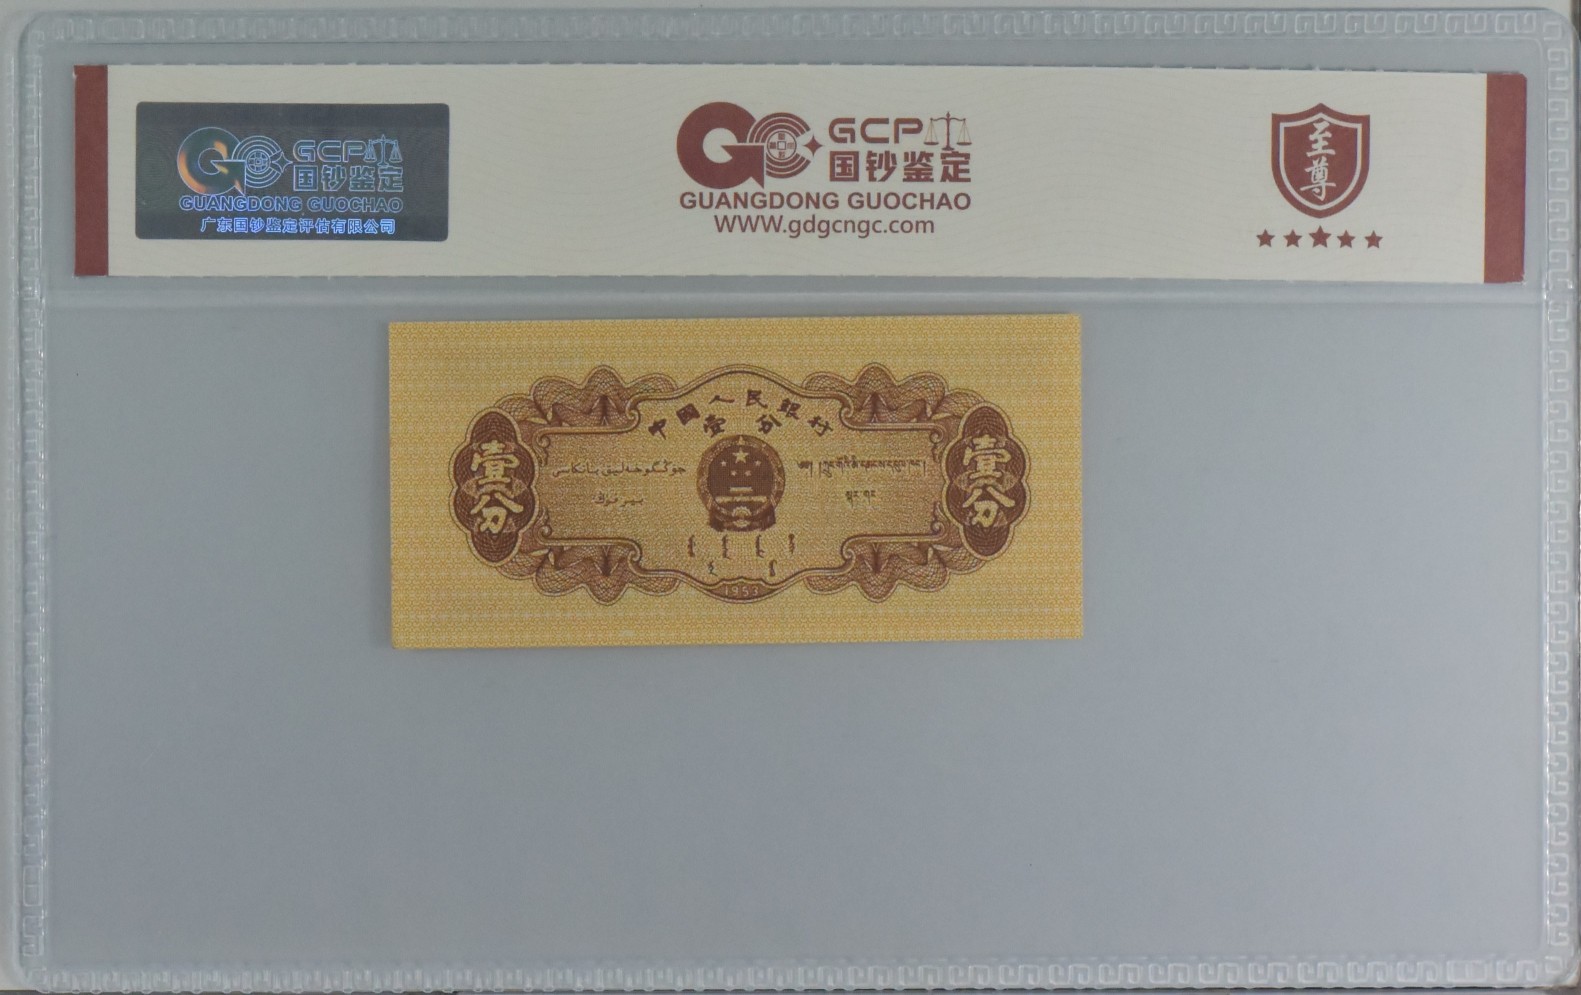 GCP
国钞鉴定
GUANGDONG GUOCHAO
广东国钞鉴定评估有限公司
GCP
国钞鉴定
GUANGDONG GUOCHAO
WWW.gdgcngc.com
至尊
中国人民银行
壹分
壹分
壹分
1953